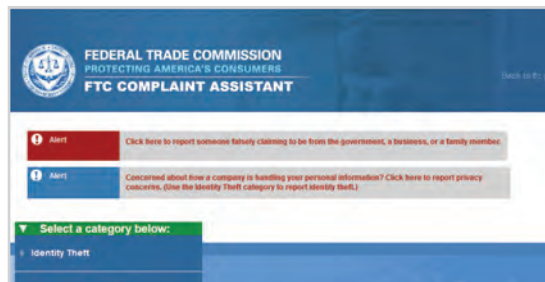 FEDERAL TRADE COMMISSION
PROTECTING AMERICA'S CONSUMERS
FTC COMPLAINT ASSISTANT
Back to ftc
Alert
Click here to report someone falsely claiming to be from the government, a business, or a family member.
Alert
Concerned about how a company is handling your personal information? Click here to report privacy
concerns. (Use the Identity Theft category to report identity theft.)
Select a category below:
Identity Theft